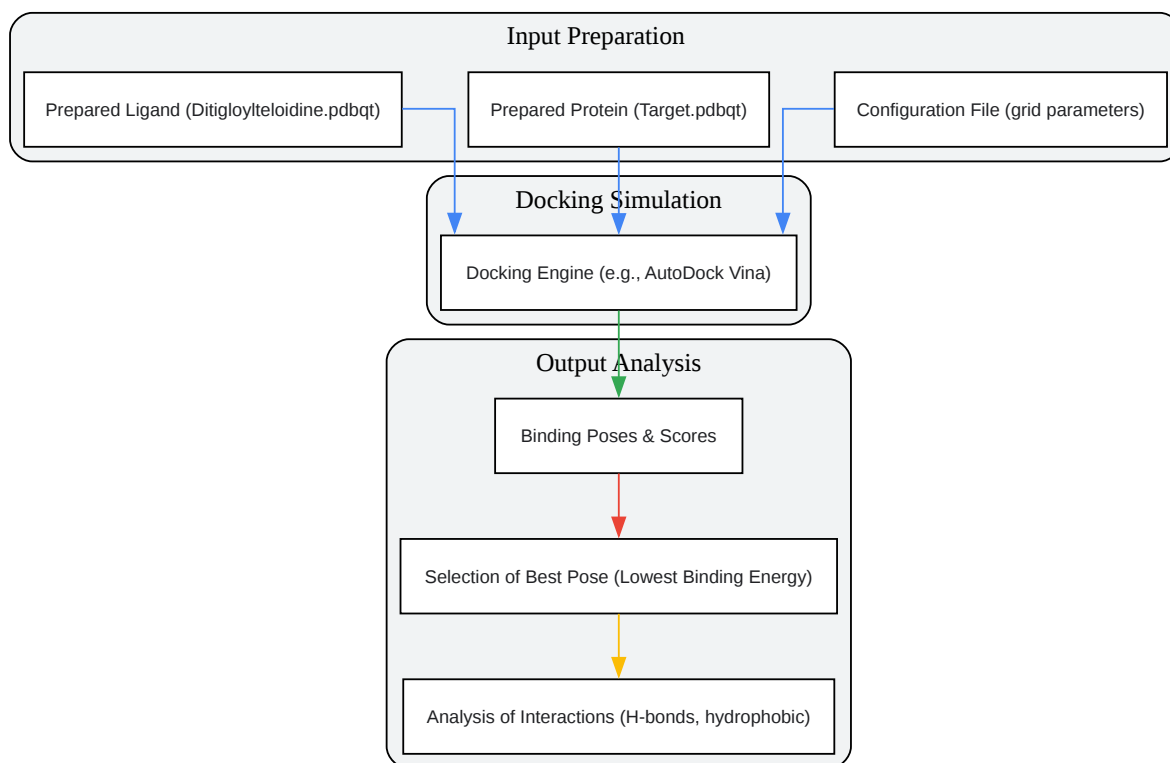 Input Preparation
Prepared Ligand (Ditigloylteloidine.pdbqt)
Prepared Protein (Target.pdbqt)
Configuration File (grid parameters)
Docking Simulation
Docking Engine (e.g., AutoDock Vina)
Output Analysis
Binding Poses & Scores
Selection of Best Pose (Lowest Binding Energy)
Analysis of Interactions (H-bonds, hydrophobic)